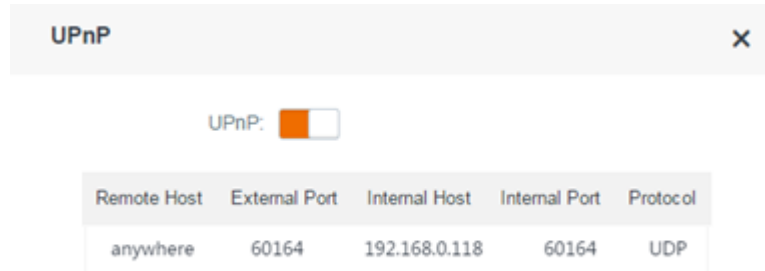 UPnP
UPnP:
Remote Host External Port Internal Host Internal Port Protocol
anywhere 60164 192.168.0.118 60164 UDP